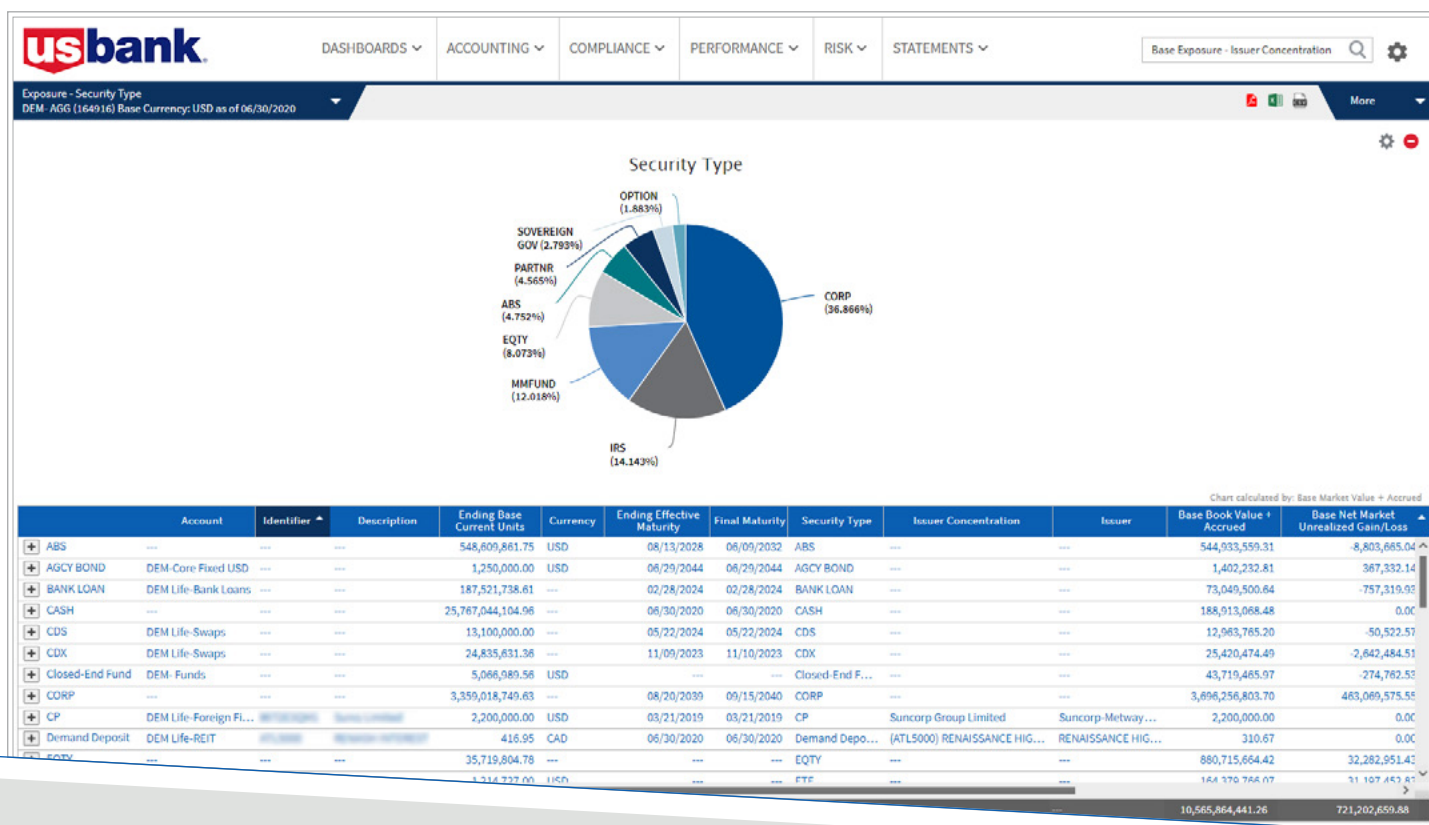 usbank.
DASHBOARDS ACCOUNTING COMPLIANCE PERFORMANCE RISK STATEMENTS Base Exposure - Issuer Concentration
Exposure - Security Type
DEM- AGG (164916) Base Currency: USD as of 06/30/2020
More
Security Type
OPTION
(1.883%)
SOVEREIGN
GOV (2.793%)
PARTNR
(4.565%)
ABS
(4.752%)
EQTY
(8.073%)
MMFUND
(12.018%)
IRS
(14.143%)
CORP
(36.866%)
Chart calculated by: Base Market Value + Accrued
Account Identifier Description Ending Base Current Units Currency Ending Effective Maturity Final Maturity Security Type Issuer Concentration Issuer Base Book Value + Accrued Base Net Market Unrealized Gain/Loss
+ ABS --- --- --- 548,609,861.75 USD 08/13/2028 06/09/2032 ABS --- --- 544,933,559.31 -8,803,665.04
+ AGCY BOND DEM-Core Fixed USD --- --- 1,250,000.00 USD 06/29/2044 06/29/2044 AGCY BOND --- --- 1,402,232.81 367,332.14
+ BANK LOAN DEM Life-Bank Loans --- --- 187,521,738.61 --- 02/28/2024 02/28/2024 BANK LOAN --- --- 73,049,500.64 -757,319.93
+ CASH --- --- --- 25,767,044,104.96 --- 06/30/2020 06/30/2020 CASH --- --- 188,913,068.48 0.00
+ CDS DEM Life-Swaps --- --- 13,100,000.00 --- 05/22/2024 05/22/2024 CDS --- --- 12,963,765.20 -50,522.57
+ CDX DEM Life-Swaps --- --- 24,835,631.36 --- 11/09/2023 11/10/2023 CDX --- --- 25,420,474.49 -2,642,484.51
+ Closed-End Fund DEM- Funds --- --- 5,066,989.56 USD --- --- Closed-End F... --- --- 43,719,465.97 -274,762.53
+ CORP --- --- --- 3,359,018,749.63 --- 08/20/2039 09/15/2040 CORP --- --- 3,696,256,803.70 463,069,575.55
+ CP DEM Life-Foreign Fi... 2,200,000.00 USD 03/21/2019 03/21/2019 CP Suncorp Group Limited Suncorp-Metway... 2,200,000.00 0.00
+ Demand Deposit DEM Life-REIT 416.95 CAD 06/30/2020 06/30/2020 Demand Depo... (ATL5000) RENAISSANCE HIG... RENAISSANCE HIG... 310.67 0.00
+ EQTY --- --- --- 35,719,804.78 --- --- --- EQTY --- --- 880,715,664.42 32,282,951.43
1,214,727.00 USD --- --- ETF --- --- 164,379,766.07 31,197,452.87
--- 10,565,864,441.26 721,202,659.88